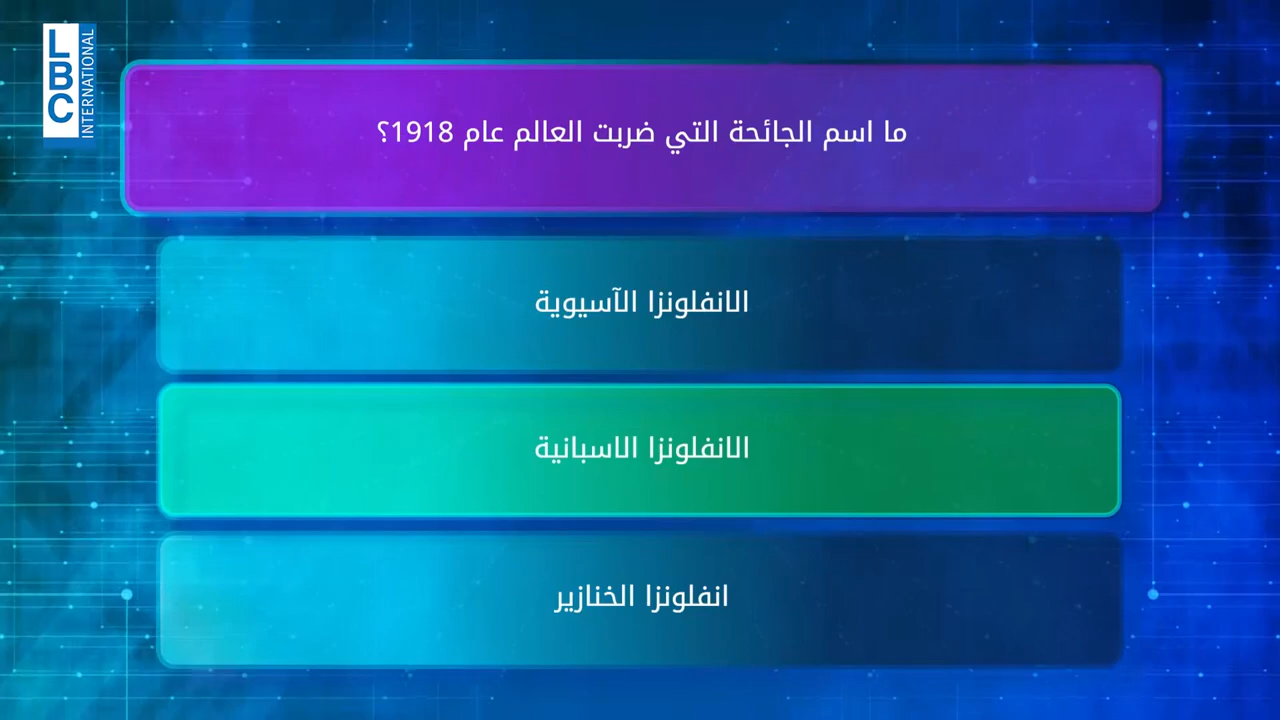 LBC
INTERNATIONAL
ما اسم الجائحة التي ضربت العالم عام 1918؟
الانفلونزا الآسيوية
الانفلونزا الاسبانية
انفلونزا الخنازير